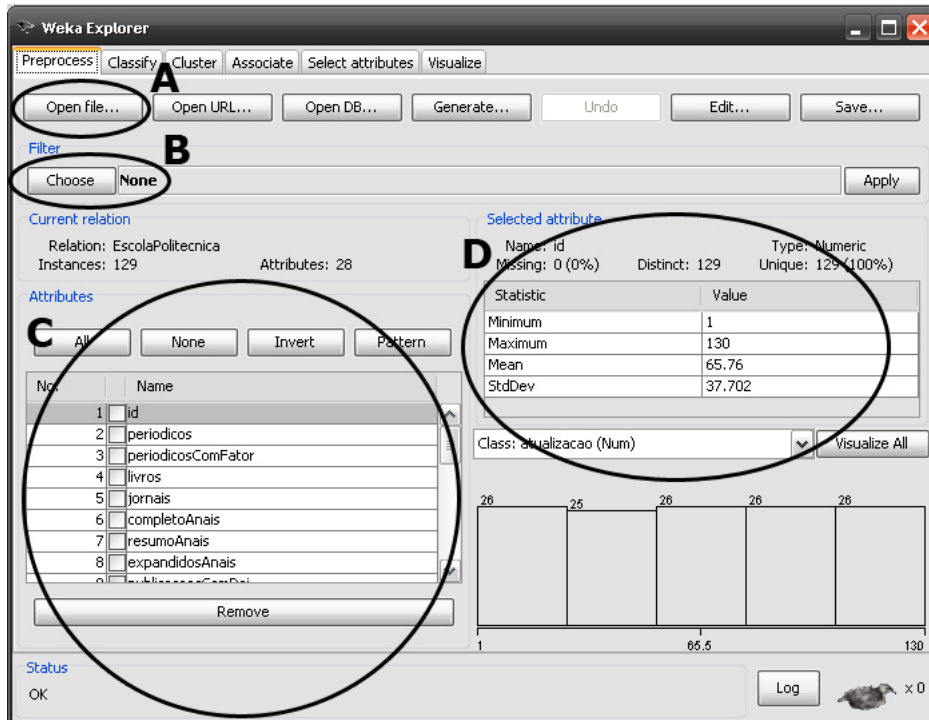 Weka Explorer
Preprocess Classify Cluster Associate Select attributes Visualize
A
Open file... Open URL... Open DB... Generate... Undo Edit... Save...
B
Filter
Choose None Apply
Current relation
Relation: EscolaPolitecnica
Instances: 129 Attributes: 28
Selected attribute
D
Name: id Type: Numeric
Missing: 0 (0%) Distinct: 129 Unique: 129 (100%)
Attributes
C
All None Invert Pattern
No. Name
1 id
2 periodicos
3 periodicosComFator
4 livros
5 jornais
6 completoAnais
7 resumoAnais
8 expandidosAnais
Remove
Statistic Value
Minimum 1
Maximum 130
Mean 65.76
StdDev 37.702
Class: atualizacao (Num) Visualize All
26 25 26 26 26
1 65.5 130
Status
OK
Log x 0